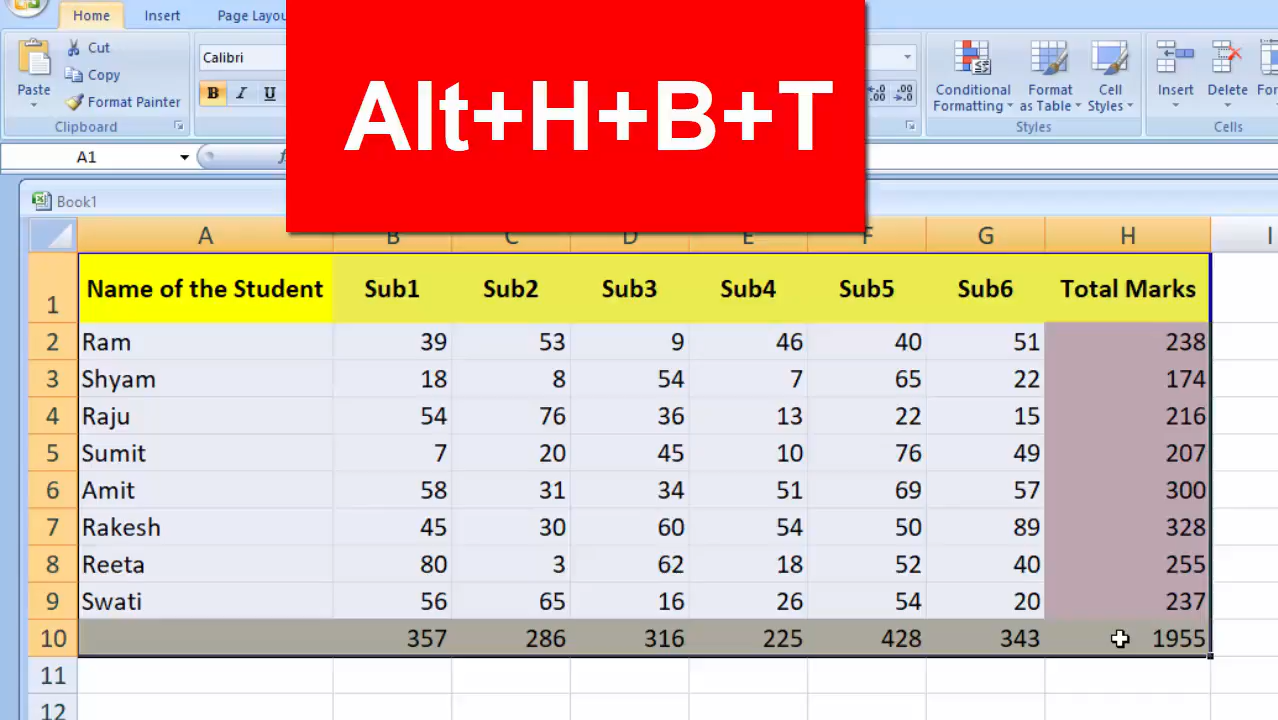 Home Insert Page Layou
Alt+H+B+T
Cut
Copy
Format Painter
Paste
Clipboard
Calibri
B I U
Conditional Formatting
Format as Table
Cell Styles
Styles
Insert
Delete
Cells
A1
Book1
A B C D E F G H I
1 Name of the Student Sub1 Sub2 Sub3 Sub4 Sub5 Sub6 Total Marks
2 Ram 39 53 9 46 40 51 238
3 Shyam 18 8 54 7 65 22 174
4 Raju 54 76 36 13 22 15 216
5 Sumit 7 20 45 10 76 49 207
6 Amit 58 31 34 51 69 57 300
7 Rakesh 45 30 60 54 50 89 328
8 Reeta 80 3 62 18 52 40 255
9 Swati 56 65 16 26 54 20 237
10 357 286 316 225 428 343 1955
11
12